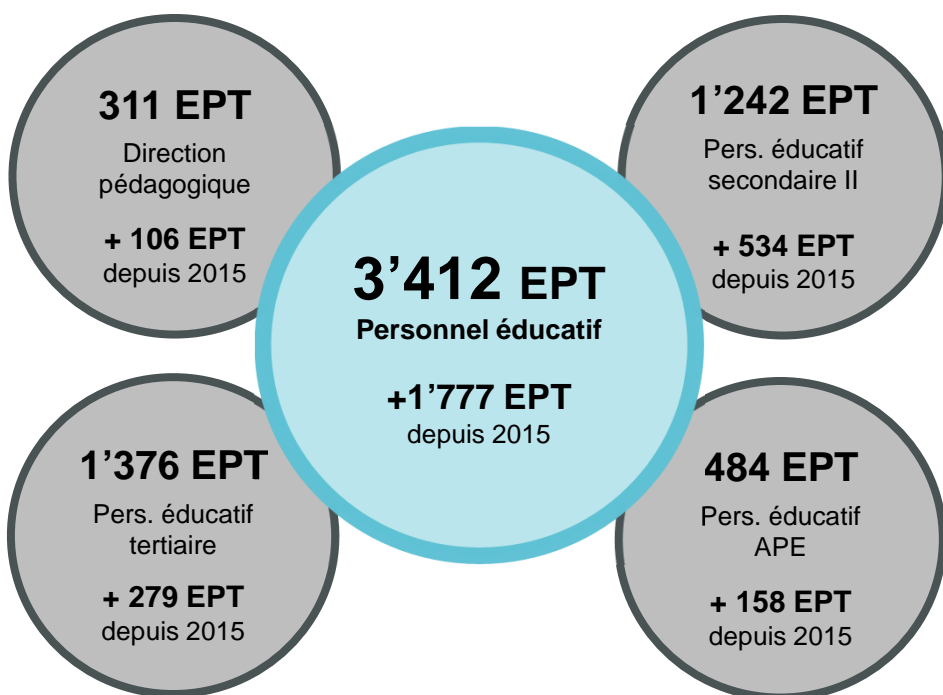 311 EPT
Direction
pédagogique
+ 106 EPT
depuis 2015
1’242 EPT
Pers. éducatif
secondaire II
+ 534 EPT
depuis 2015
3’412 EPT
Personnel éducatif
+1’777 EPT
depuis 2015
1’376 EPT
Pers. éducatif
tertiaire
+ 279 EPT
depuis 2015
484 EPT
Pers. éducatif
APE
+ 158 EPT
depuis 2015